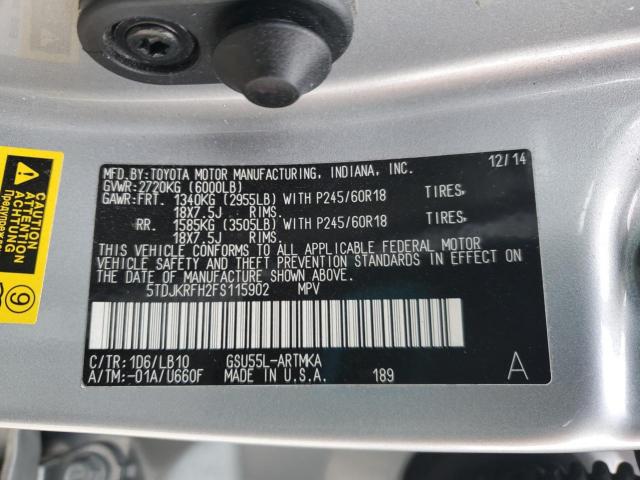 MFD.BY:TOYOTA MOTOR MANUFACTURING, INDIANA, INC. 12/14
GVWR:2720KG (6000LB)
GAWR:FRT. 1340KG (2955LB) WITH P245/60R18 TIRES,
18X7.5J RIMS.
RR. 1585KG (3505LB) WITH P245/60R18 TIRES,
18X7.5J RIMS.
THIS VEHICLE CONFORMS TO ALL APPLICABLE FEDERAL MOTOR
VEHICLE SAFETY AND THEFT PREVENTION STANDARDS IN EFFECT
ON THE DATE OF MANUFACTURE SHOWN ABOVE.
5TDJKRFH2FS115902 MPV
C/TR:1D6/LB10 GSU55L-ARTMKA
A/TM:-01A/U660F MADE IN U.S.A. 189 A
CAUTION
ATTENTION
ACHTUNG
9